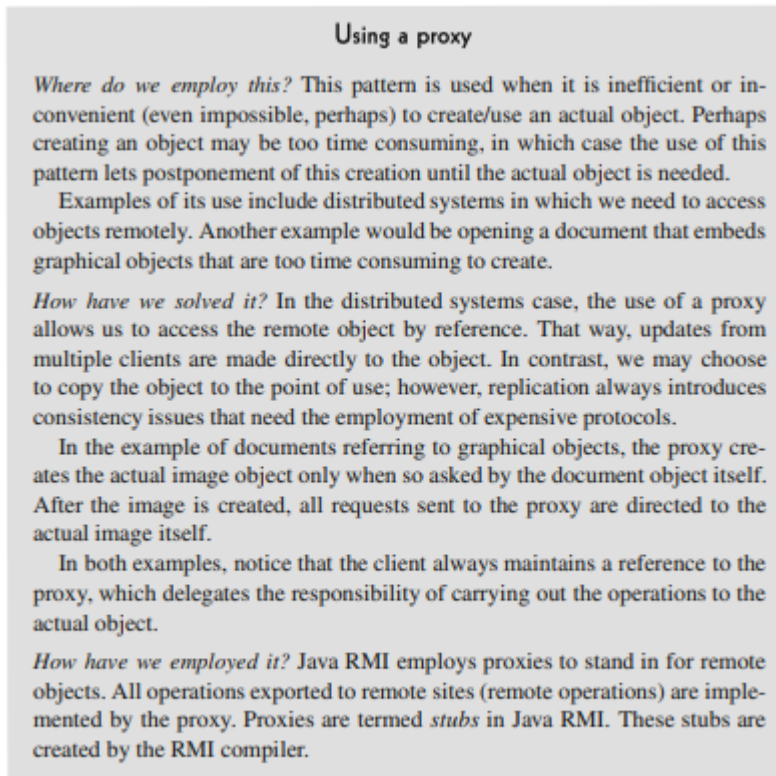 Using a proxy
Where do we employ this? This pattern is used when it is inefficient or in-
convenient (even impossible, perhaps) to create/use an actual object. Perhaps
creating an object may be too time consuming, in which case the use of this
pattern lets postponement of this creation until the actual object is needed.
Examples of its use include distributed systems in which we need to access
objects remotely. Another example would be opening a document that embeds
graphical objects that are too time consuming to create.
How have we solved it? In the distributed systems case, the use of a proxy
allows us to access the remote object by reference. That way, updates from
multiple clients are made directly to the object. In contrast, we may choose
to copy the object to the point of use; however, replication always introduces
consistency issues that need the employment of expensive protocols.
In the example of documents referring to graphical objects, the proxy cre-
ates the actual image object only when so asked by the document object itself.
After the image is created, all requests sent to the proxy are directed to the
actual image itself.
In both examples, notice that the client always maintains a reference to the
proxy, which delegates the responsibility of carrying out the operations to the
actual object.
How have we employed it? Java RMI employs proxies to stand in for remote
objects. All operations exported to remote sites (remote operations) are imple-
mented by the proxy. Proxies are termed stubs in Java RMI. These stubs are
created by the RMI compiler.